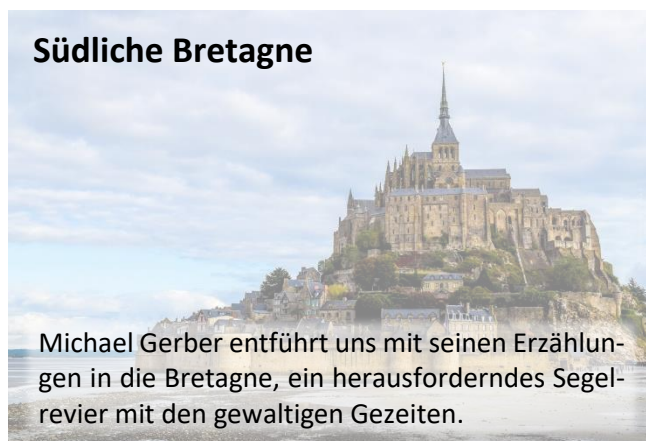 Südliche Bretagne
Michael Gerber entführt uns mit seinen Erzählun-
gen in die Bretagne, ein herausforderndes Segel-
revier mit den gewaltigen Gezeiten.